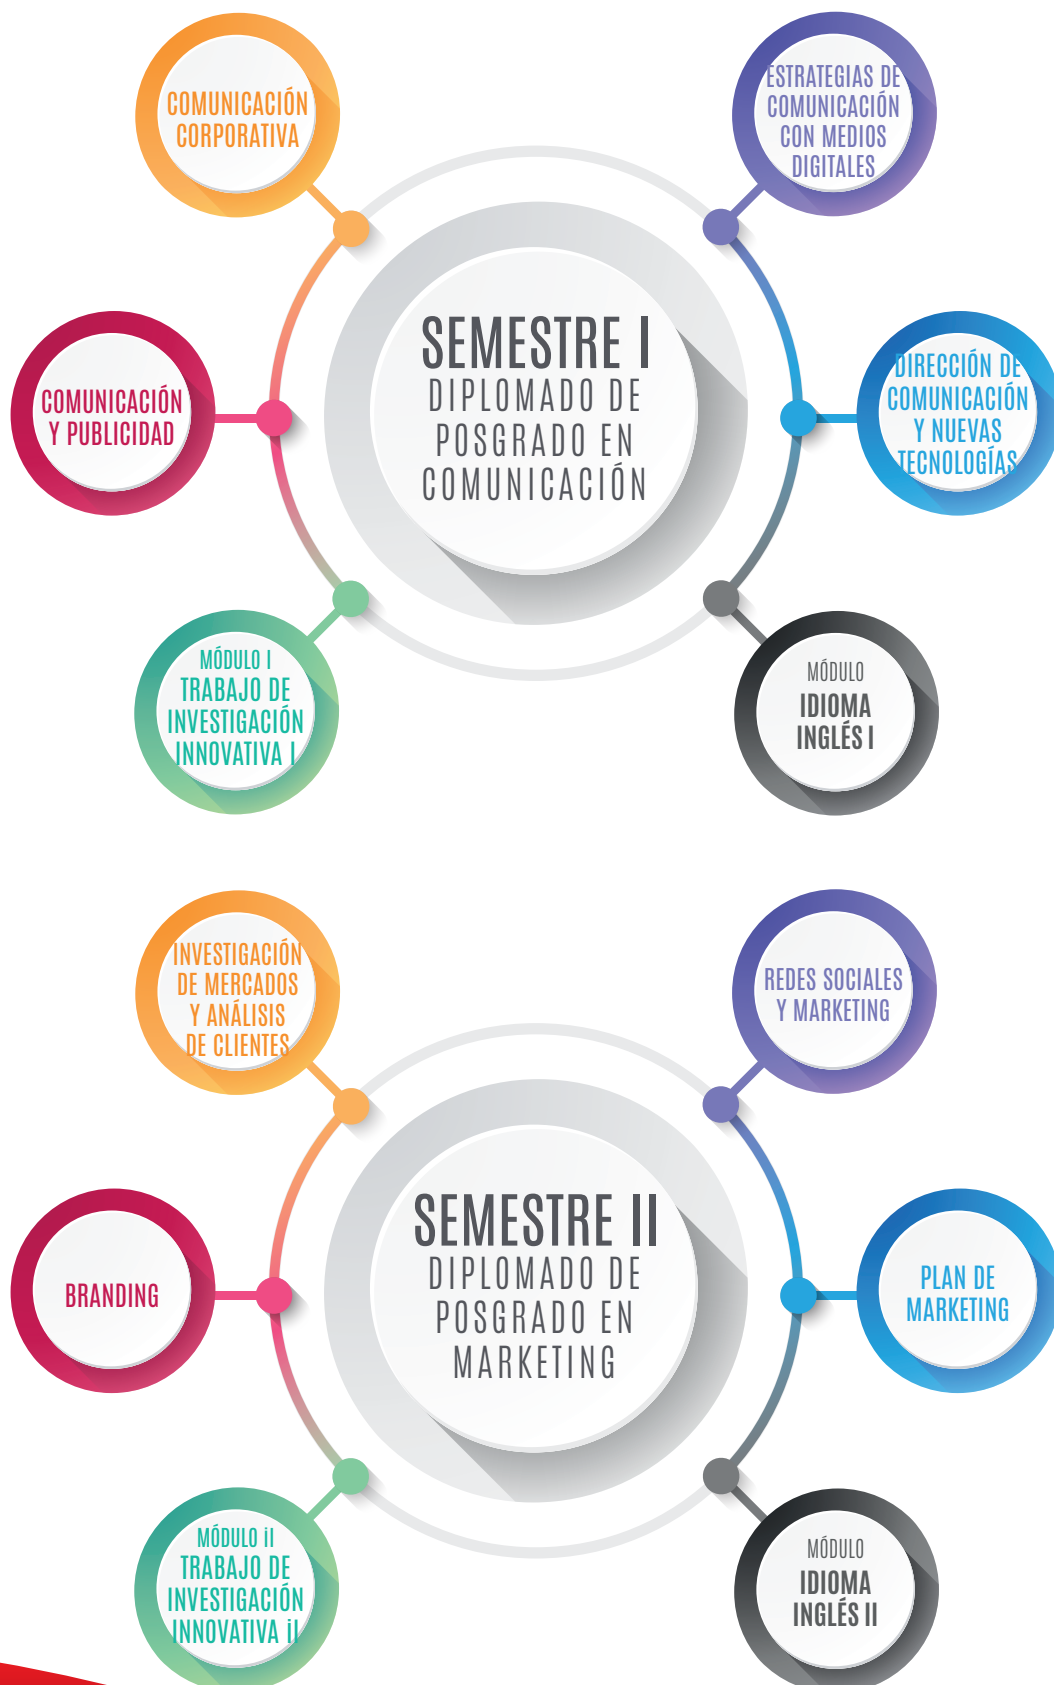 COMUNICACIÓN
CORPORATIVA
ESTRATEGIAS DE
COMUNICACIÓN
CON MEDIOS
DIGITALES
SEMESTRE I
DIPLOMADO DE
POSGRADO EN
COMUNICACIÓN
COMUNICACIÓN
Y PUBLICIDAD
DIRECCIÓN DE
COMUNICACIÓN
Y NUEVAS
TECNOLOGÍAS
MÓDULO I
TRABAJO DE
INVESTIGACIÓN
INNOVATIVA I
MÓDULO
IDIOMA
INGLÉS I
INVESTIGACIÓN
DE MERCADOS
Y ANÁLISIS
DE CLIENTES
REDES SOCIALES
Y MARKETING
SEMESTRE II
DIPLOMADO DE
POSGRADO EN
MARKETING
BRANDING
PLAN DE
MARKETING
MÓDULO iI
TRABAJO DE
INVESTIGACIÓN
INNOVATIVA iI
MÓDULO
IDIOMA
INGLÉS II